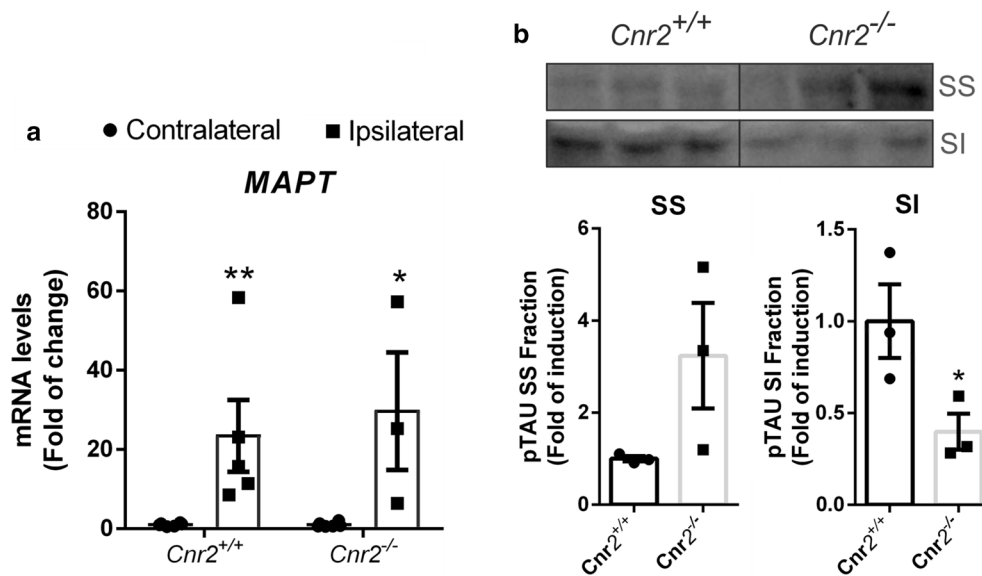 a
● Contralateral ■ Ipsilateral
MAPT
mRNA levels
(Fold of change)
80
60
40
20
0
**
*
Cnr2+/+
Cnr2-/-
b
Cnr2+/+
Cnr2-/-
SS
SI
SS
pTAU SS Fraction
(Fold of induction)
6
4
2
0
Cnr2+/+
Cnr2-/-
SI
pTAU SI Fraction
(Fold of induction)
1.5
1.0
0.5
0.0
*
Cnr2+/+
Cnr2-/-